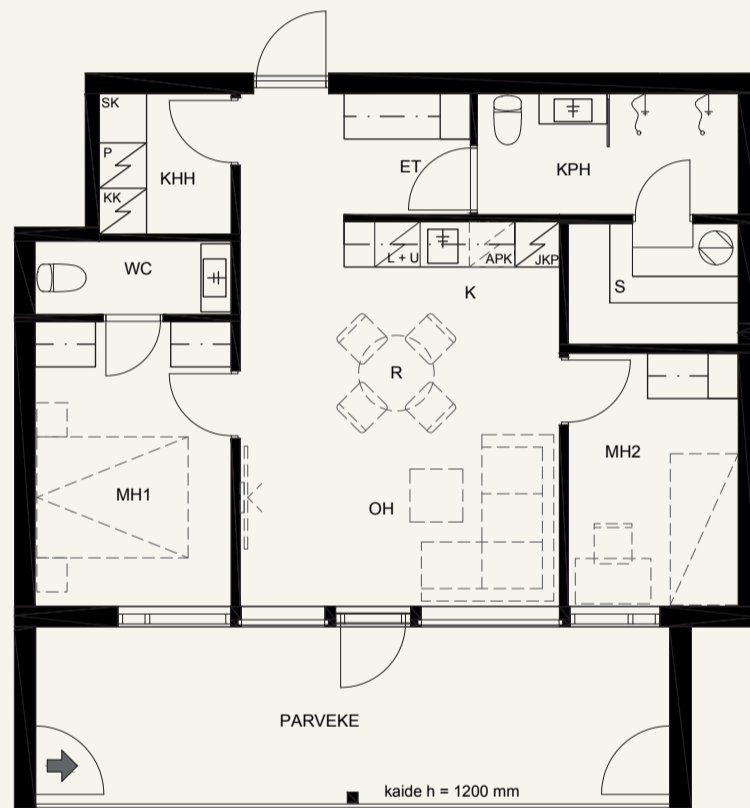 SK
P
KHH
KK
ET
KPH
WC
L + U
APK
JKP
K
S
R
MH1
MH2
OH
PARVEKE
kaide h = 1200 mm